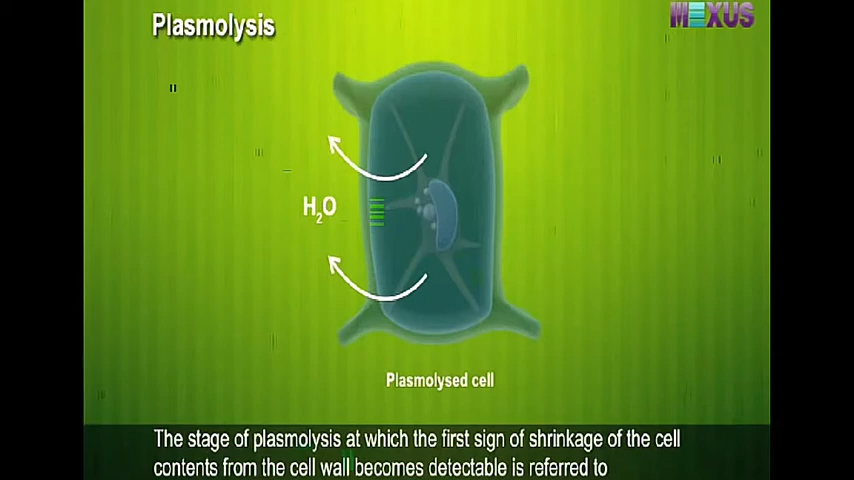 Plasmolysis
MEXUS
H₂O
Plasmolysed cell
The stage of plasmolysis at which the first sign of shrinkage of the cell
contents from the cell wall becomes detectable is referred to